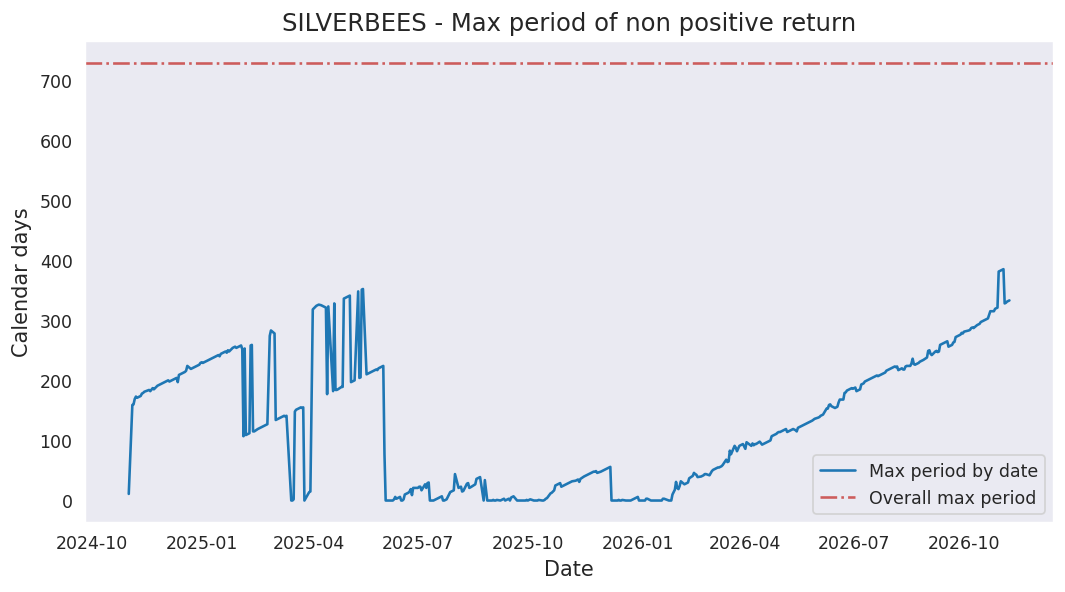 SILVERBEES - Max period of non positive return
Calendar days
700
600
500
400
300
200
100
0
2024-10 2025-01 2025-04 2025-07 2025-10 2026-01 2026-04 2026-07 2026-10
Date
Max period by date
Overall max period